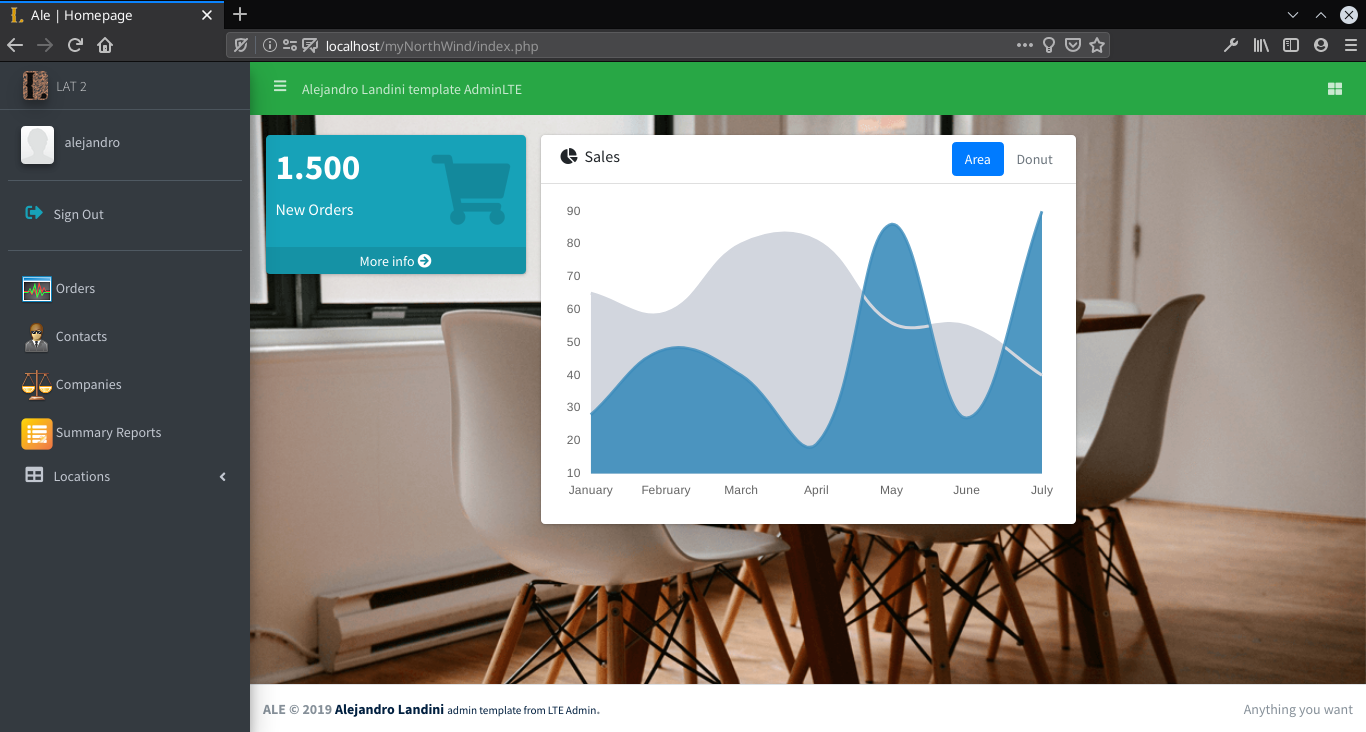 Ale | Homepage
localhost/myNorthWind/index.php
LAT 2
Alejandro Landini template AdminLTE
alejandro
Sign Out
Orders
Contacts
Companies
Summary Reports
Locations
1.500
New Orders
More info
Sales
Area
Donut
90
80
70
60
50
40
30
20
10
January February March April May June July
ALE © 2019 Alejandro Landini admin template from LTE Admin.
Anything you want